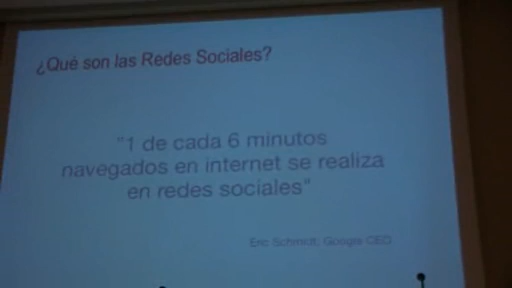 ¿Qué son las Redes Sociales?
"1 de cada 6 minutos
navegados en internet se realiza
en redes sociales"
Eric Schmidt, Google CEO